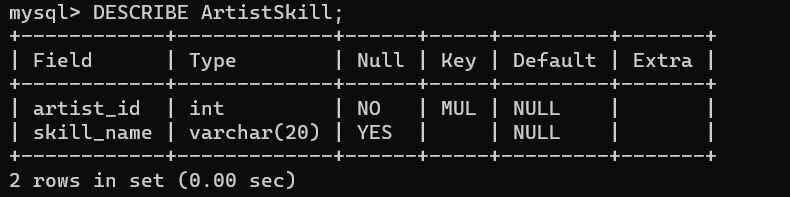 mysql> DESCRIBE ArtistSkill;
+------------+-------------+------+-----+---------+-------+
| Field      | Type        | Null | Key | Default | Extra |
+------------+-------------+------+-----+---------+-------+
| artist_id  | int         | NO   | MUL | NULL    |       |
| skill_name | varchar(20) | YES  |     | NULL    |       |
+------------+-------------+------+-----+---------+-------+
2 rows in set (0.00 sec)